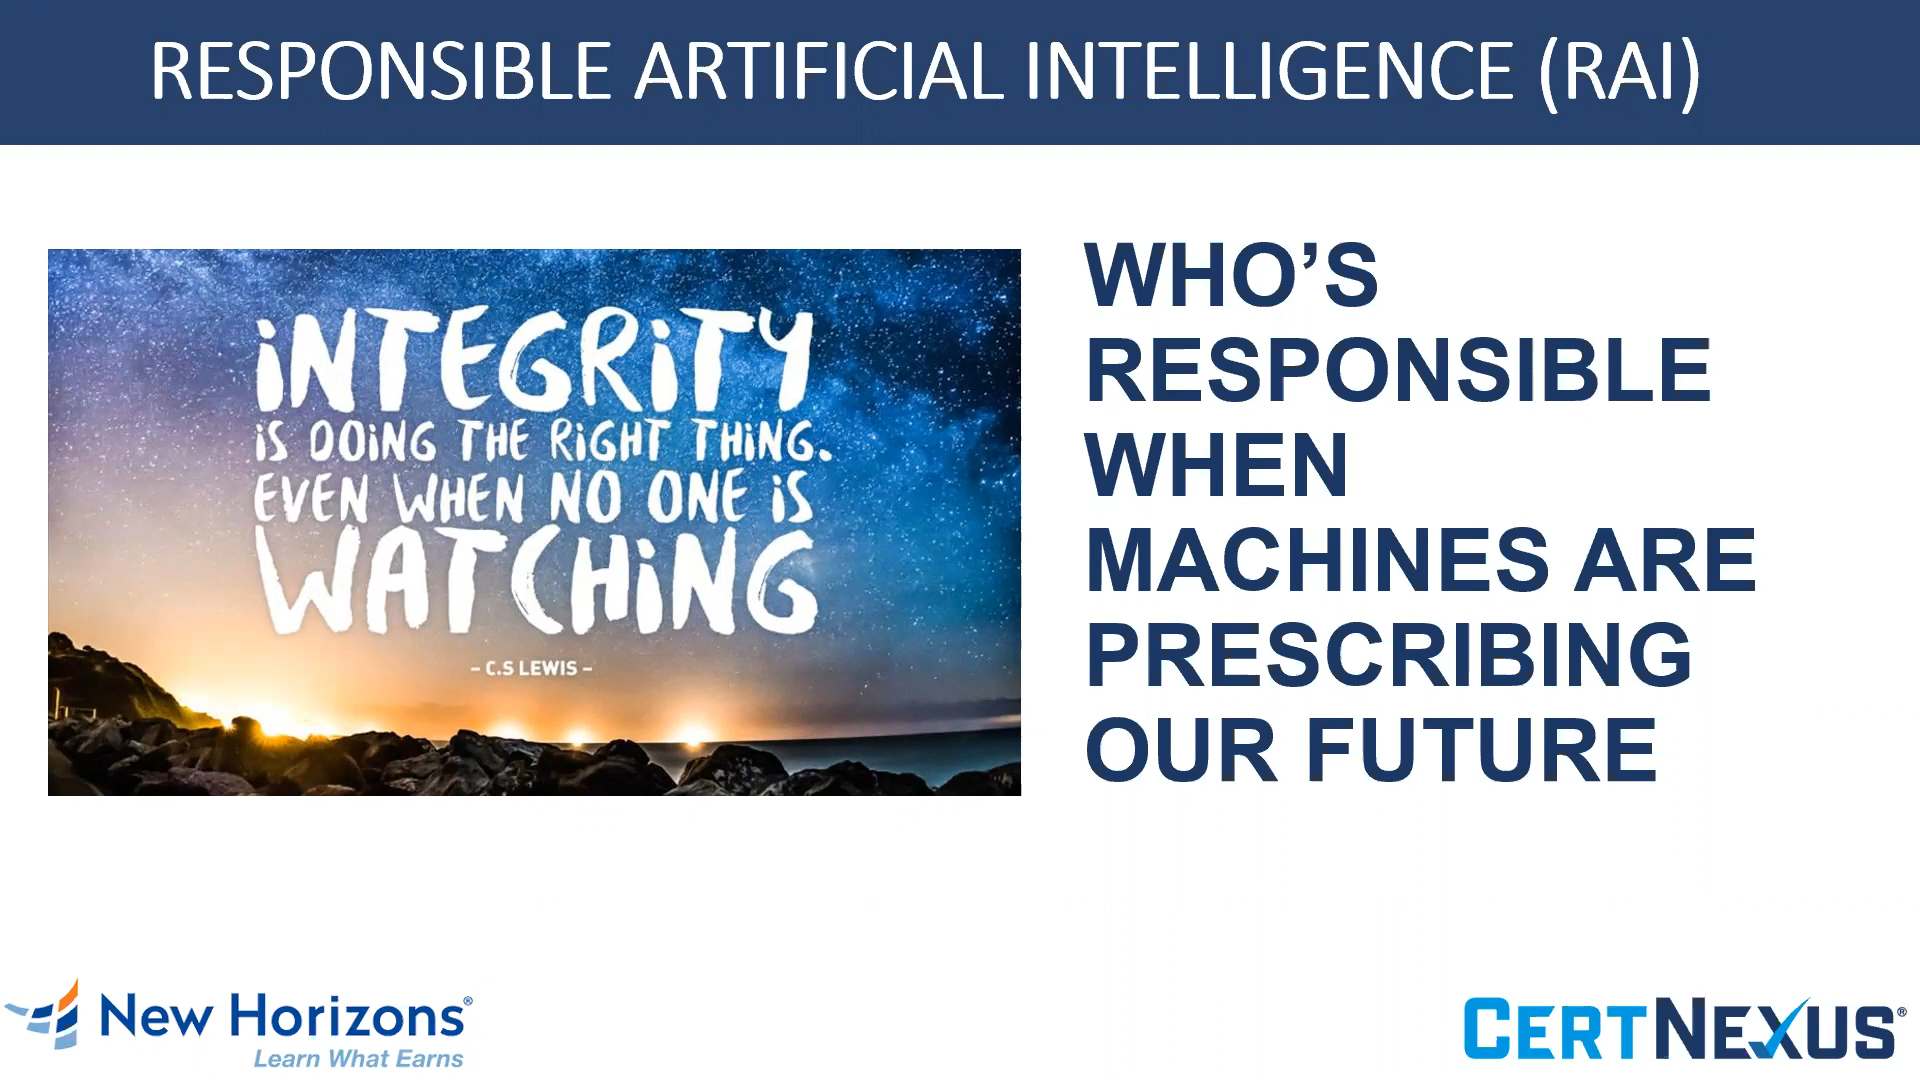 RESPONSIBLE ARTIFICIAL INTELLIGENCE (RAI)
iNTEGRiTY
iS DOiNG THE RiGHT THiNG.
EVEN WHEN NO ONE iS
WATCHiNG
– C.S LEWIS –
WHO’S
RESPONSIBLE
WHEN
MACHINES ARE
PRESCRIBING
OUR FUTURE
New Horizons®
Learn What Earns
CERTNEXUS®